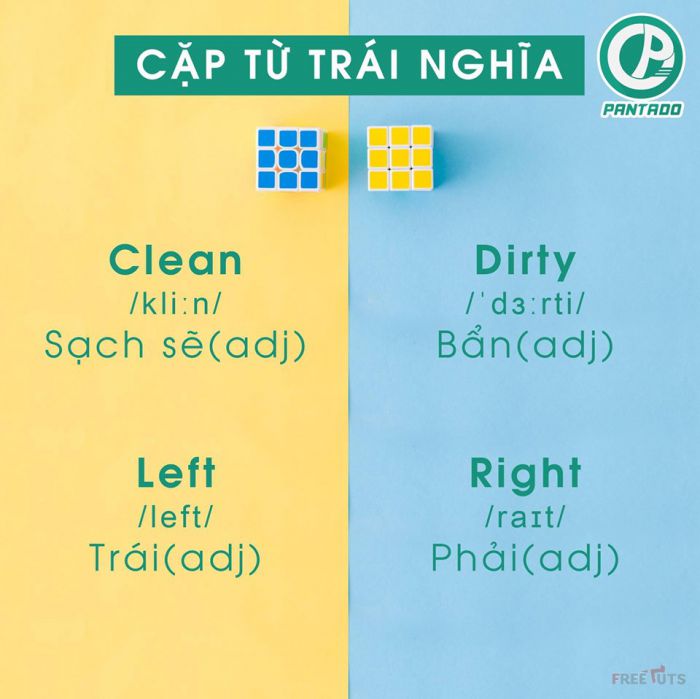 CẶP TỪ TRÁI NGHĨA
PANTADO
Clean
/kliːn/
Sạch sẽ(adj)
Dirty
/ˈdɜːrti/
Bẩn(adj)
Left
/left/
Trái(adj)
Right
/raɪt/
Phải(adj)
FREETUTS